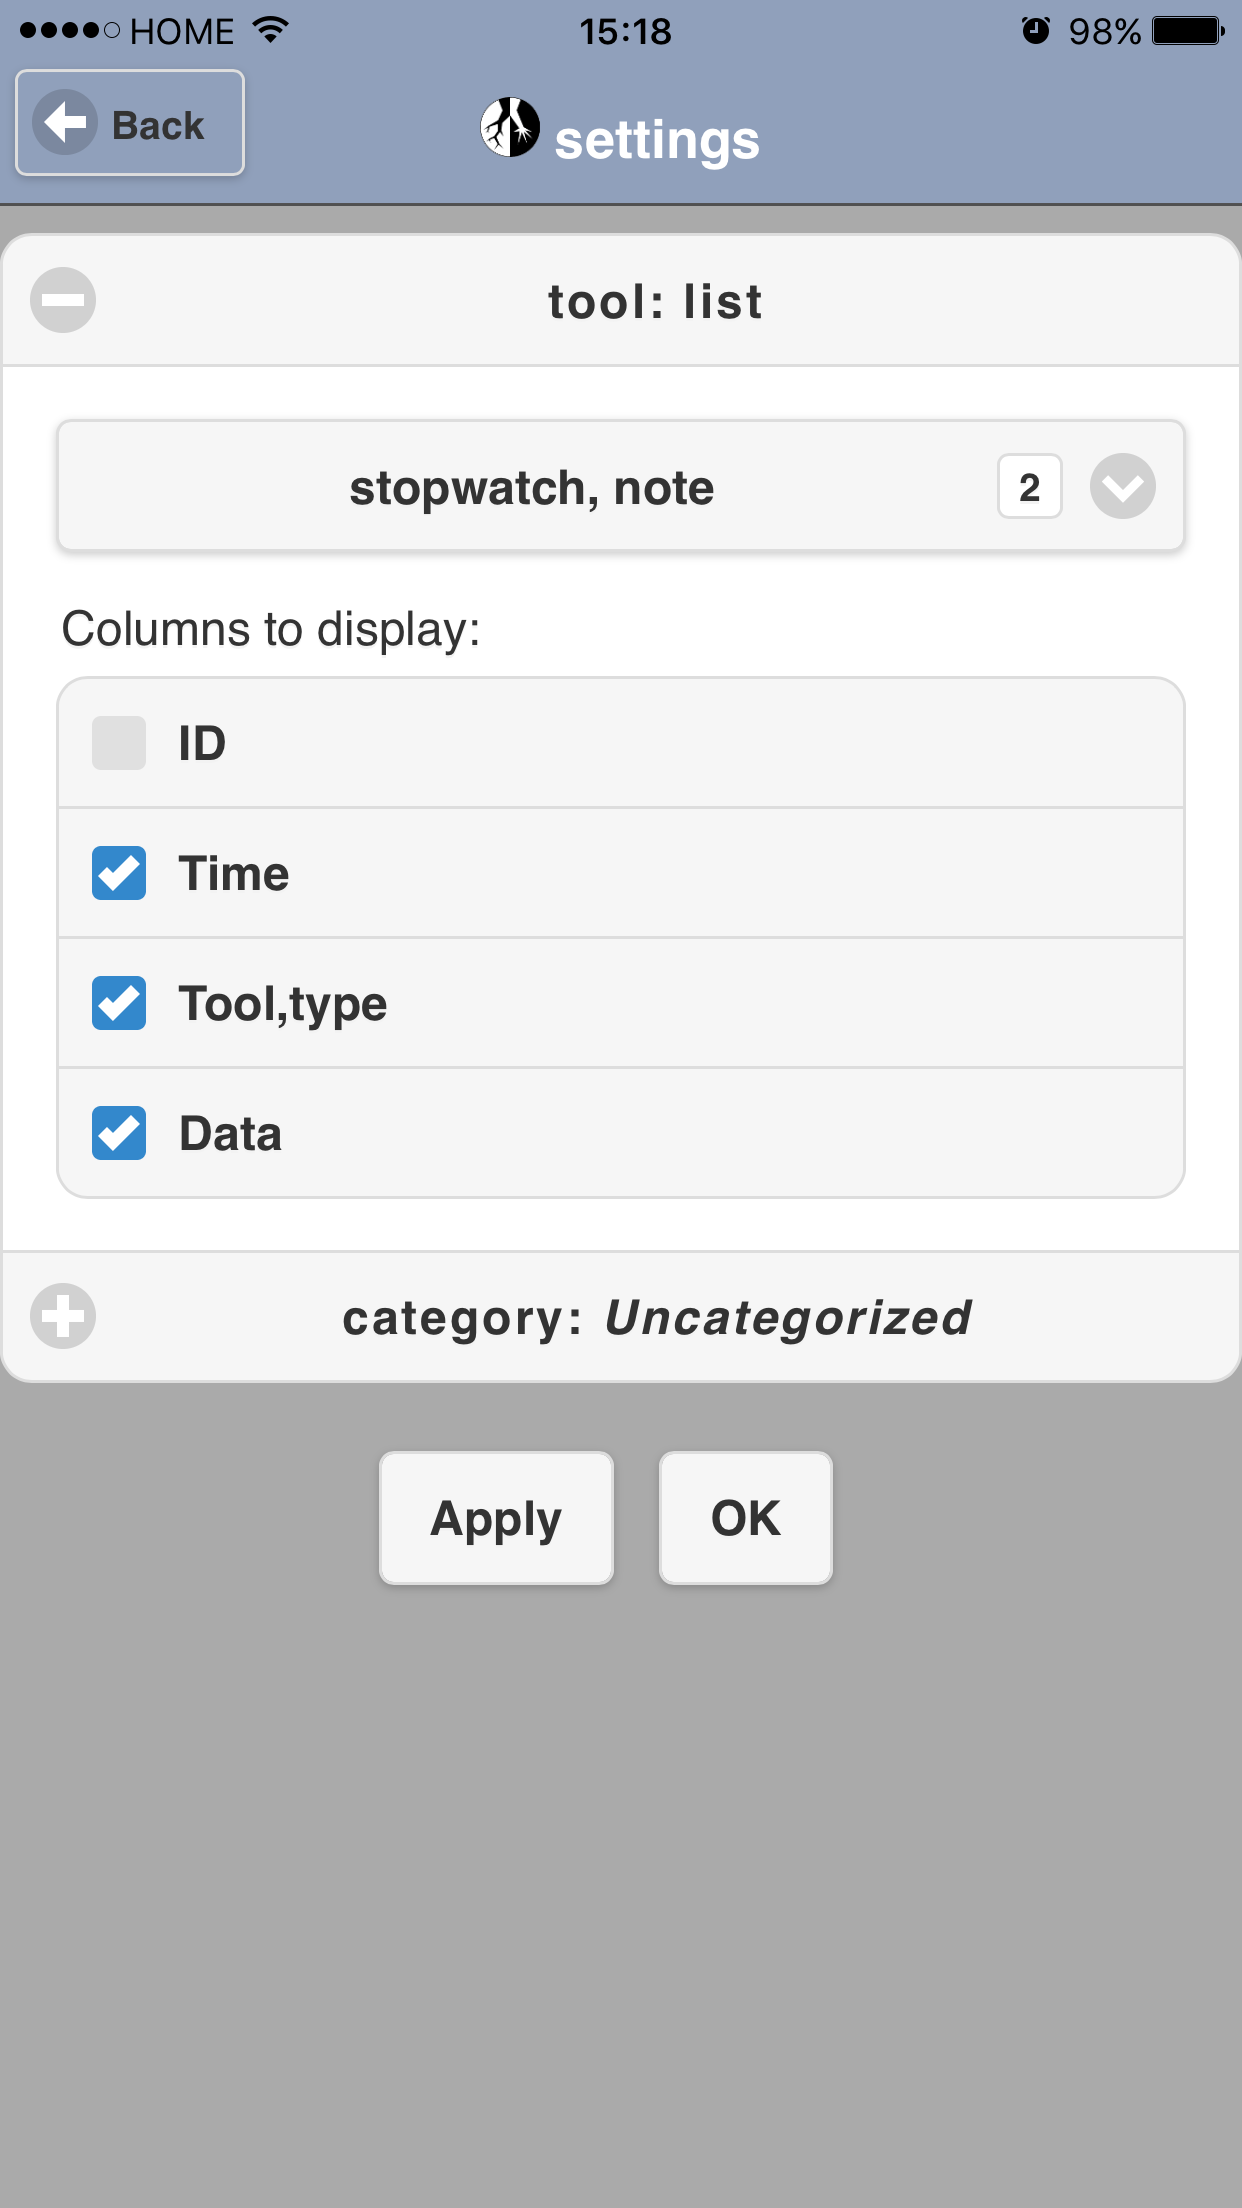 HOME 15:18 98%
Back settings
tool: list
stopwatch, note 2
Columns to display:
ID
Time
Tool,type
Data
category: Uncategorized
Apply OK